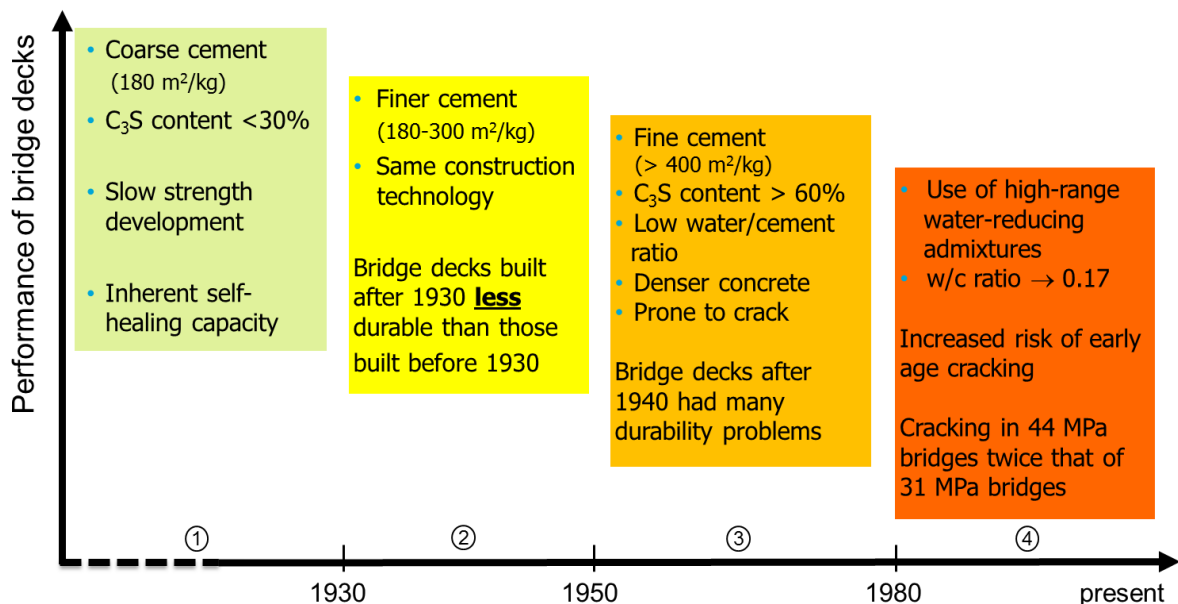 Performance of bridge decks
• Coarse cement
(180 m²/kg)
• C₃S content <30%
• Slow strength
development
• Inherent self-
healing capacity
• Finer cement
(180-300 m²/kg)
• Same construction
technology
Bridge decks built
after 1930 less
durable than those
built before 1930
• Fine cement
(> 400 m²/kg)
• C₃S content > 60%
• Low water/cement
ratio
• Denser concrete
• Prone to crack
Bridge decks after
1940 had many
durability problems
• Use of high-range
water-reducing
admixtures
• w/c ratio → 0.17
Increased risk of early
age cracking
Cracking in 44 MPa
bridges twice that of
31 MPa bridges
① ② ③ ④
1930 1950 1980 present